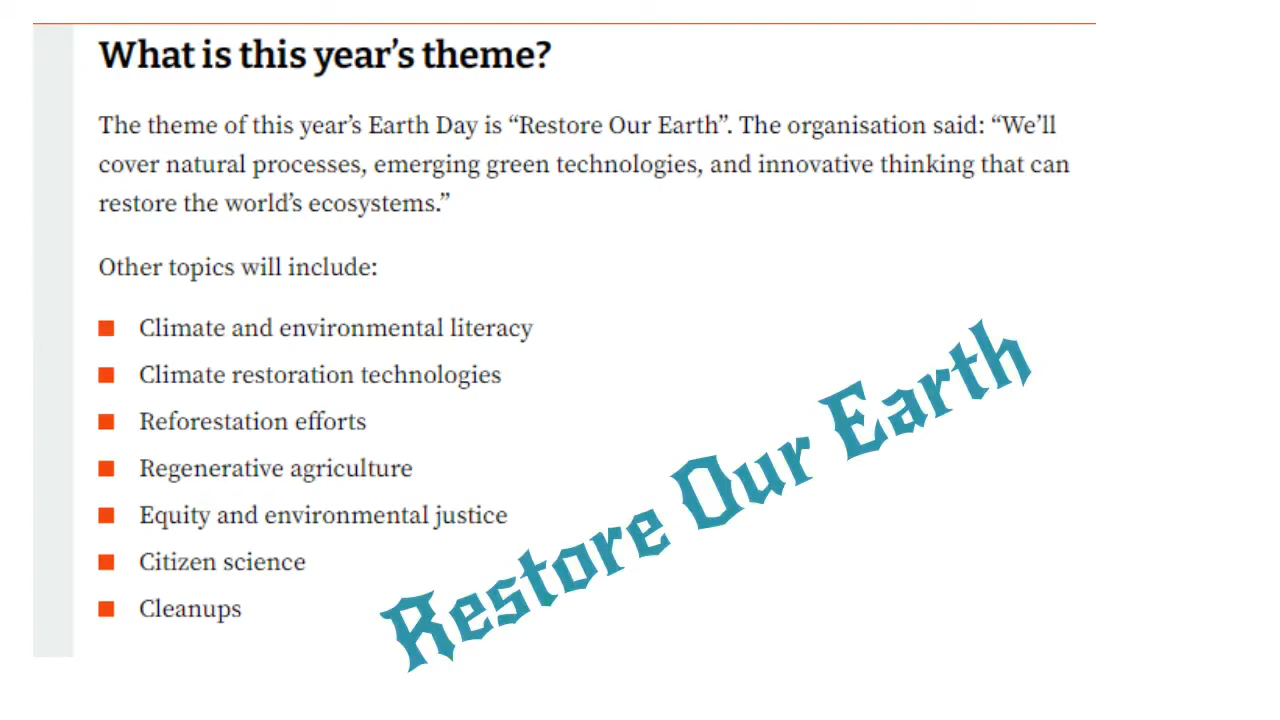 What is this year’s theme?
The theme of this year’s Earth Day is “Restore Our Earth”. The organisation said: “We’ll
cover natural processes, emerging green technologies, and innovative thinking that can
restore the world’s ecosystems.”
Other topics will include:
Climate and environmental literacy
Climate restoration technologies
Reforestation efforts
Regenerative agriculture
Equity and environmental justice
Citizen science
Cleanups
Restore Our Earth